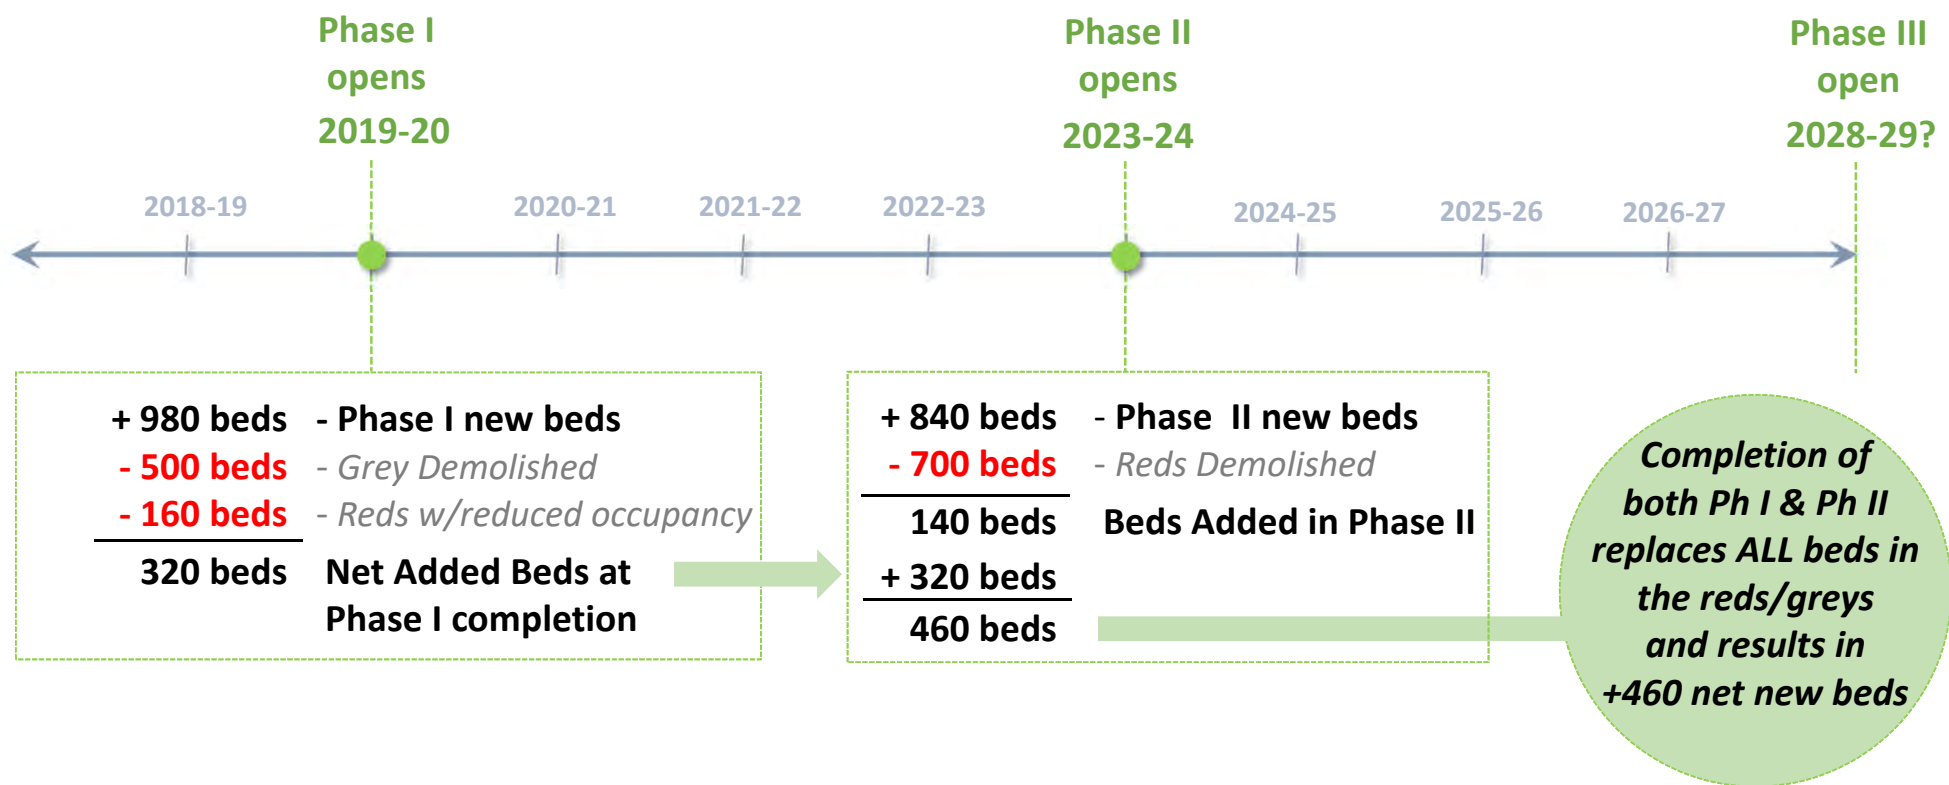 Phase I
opens
2019-20
Phase II
opens
2023-24
Phase III
open
2028-29?
2018-19
2020-21
2021-22
2022-23
2024-25
2025-26
2026-27
+ 980 beds - Phase I new beds
- 500 beds - Grey Demolished
- 160 beds - Reds w/reduced occupancy
320 beds Net Added Beds at
Phase I completion
+ 840 beds - Phase II new beds
- 700 beds - Reds Demolished
140 beds Beds Added in Phase II
+ 320 beds
460 beds
Completion of
both Ph I & Ph II
replaces ALL beds in
the reds/greys
and results in
+460 net new beds